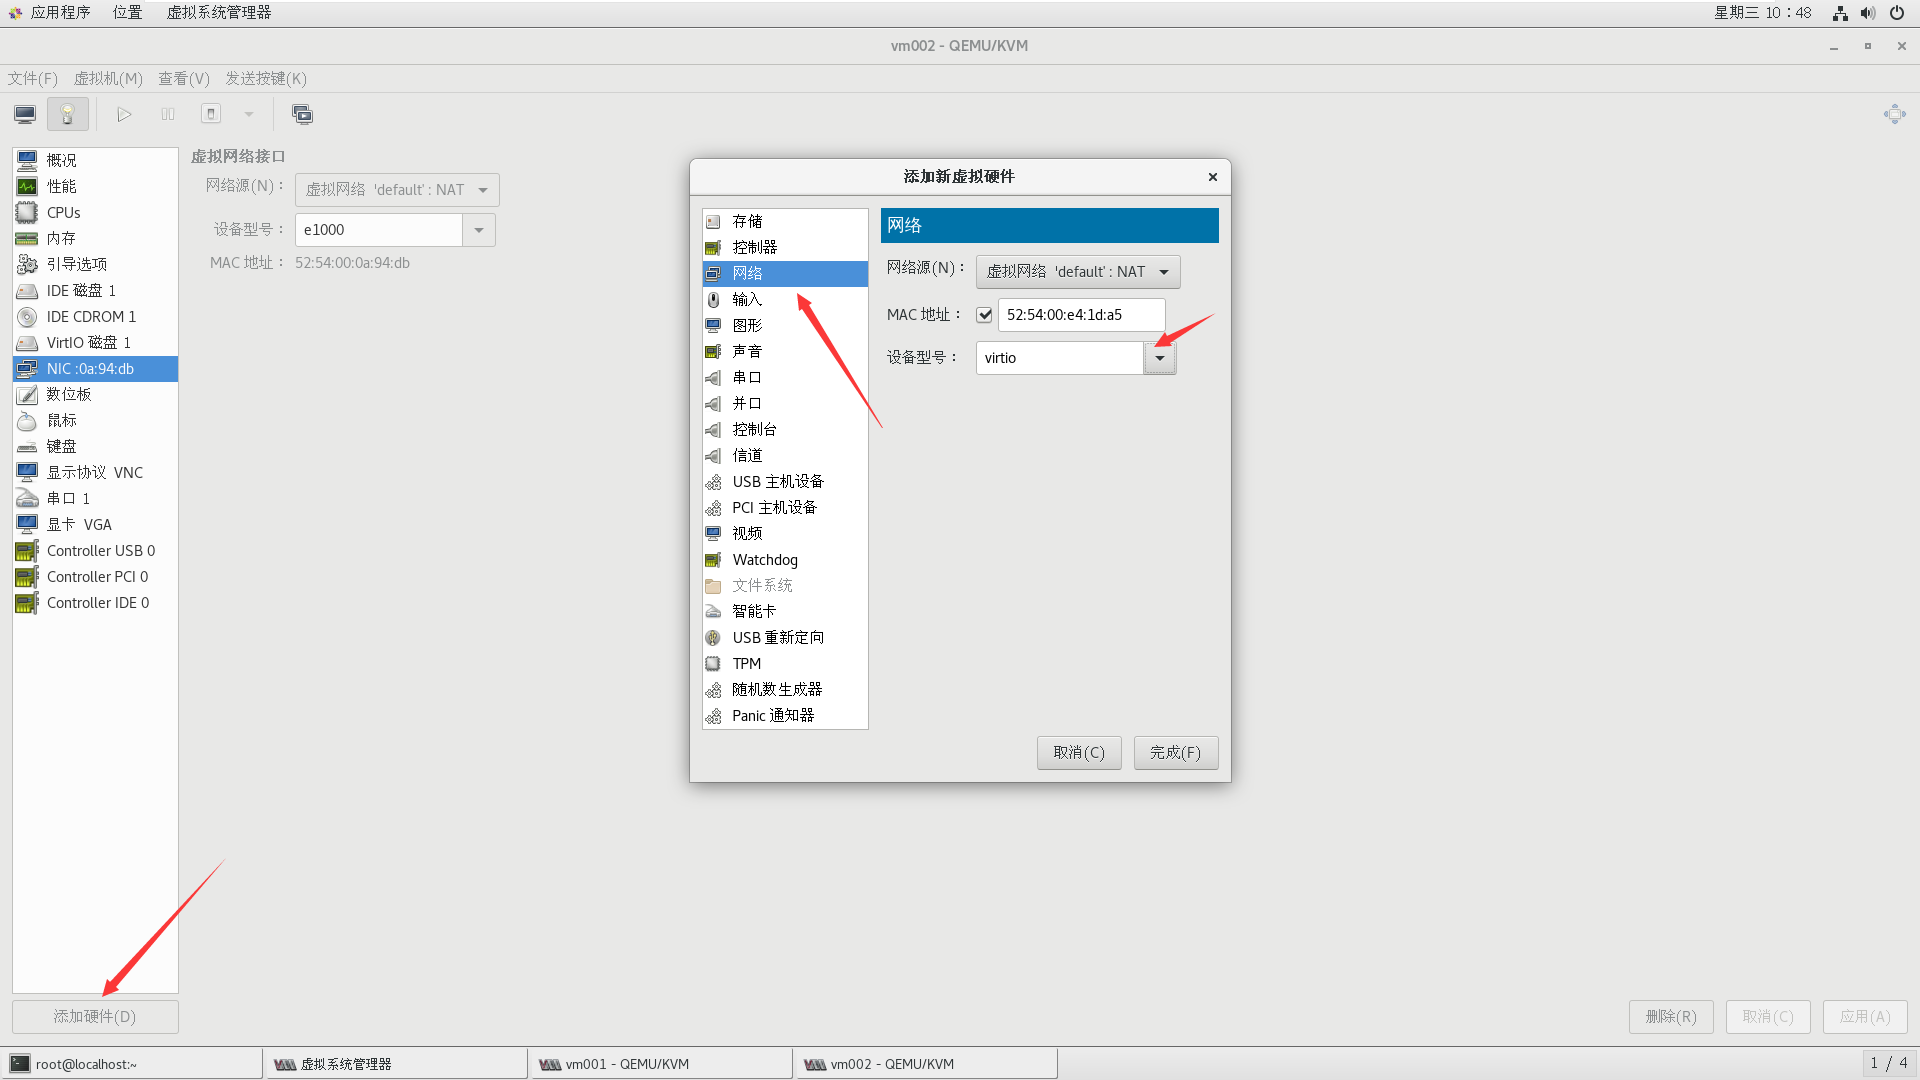 应用程序 位置 虚拟系统管理器 星期三 10：48
vm002 - QEMU/KVM
文件(F) 虚拟机(M) 查看(V) 发送按键(K)
概况
性能
CPUs
内存
引导选项
IDE 磁盘 1
IDE CDROM 1
VirtIO 磁盘 1
NIC :0a:94:db
数位板
鼠标
键盘
显示协议 VNC
串口 1
显卡 VGA
Controller USB 0
Controller PCI 0
Controller IDE 0
添加硬件(D)
虚拟网络接口
网络源(N)： 虚拟网络 'default' : NAT
设备型号： e1000
MAC 地址： 52:54:00:0a:94:db
添加新虚拟硬件
存储
控制器
网络
输入
图形
声音
串口
并口
控制台
信道
USB 主机设备
PCI 主机设备
视频
Watchdog
文件系统
智能卡
USB 重新定向
TPM
随机数生成器
Panic 通知器
网络
网络源(N)： 虚拟网络 'default' : NAT
MAC 地址： 52:54:00:e4:1d:a5
设备型号： virtio
取消(C) 完成(F)
删除(R) 取消(C) 应用(A)
root@localhost:~ 虚拟系统管理器 vm001 - QEMU/KVM vm002 - QEMU/KVM 1 / 4